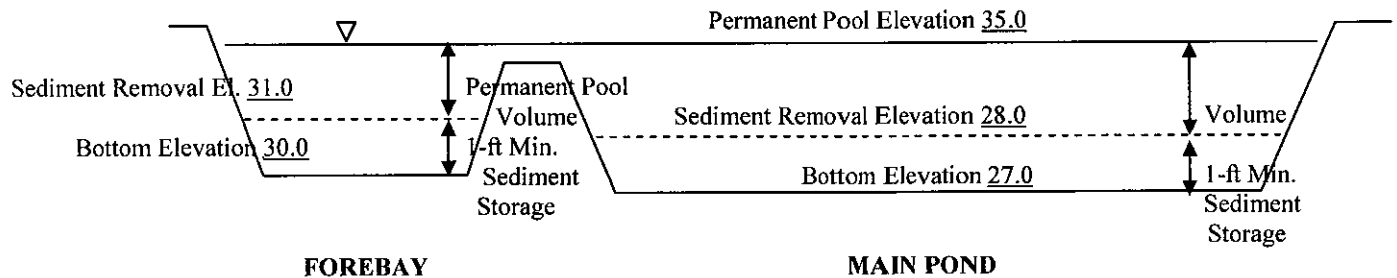 Permanent Pool Elevation 35.0
Sediment Removal El. 31.0
Permanent Pool
Volume
Sediment Removal Elevation 28.0
Volume
Bottom Elevation 30.0
1-ft Min.
Sediment
Storage
Bottom Elevation 27.0
1-ft Min.
Sediment
Storage
FOREBAY
MAIN POND